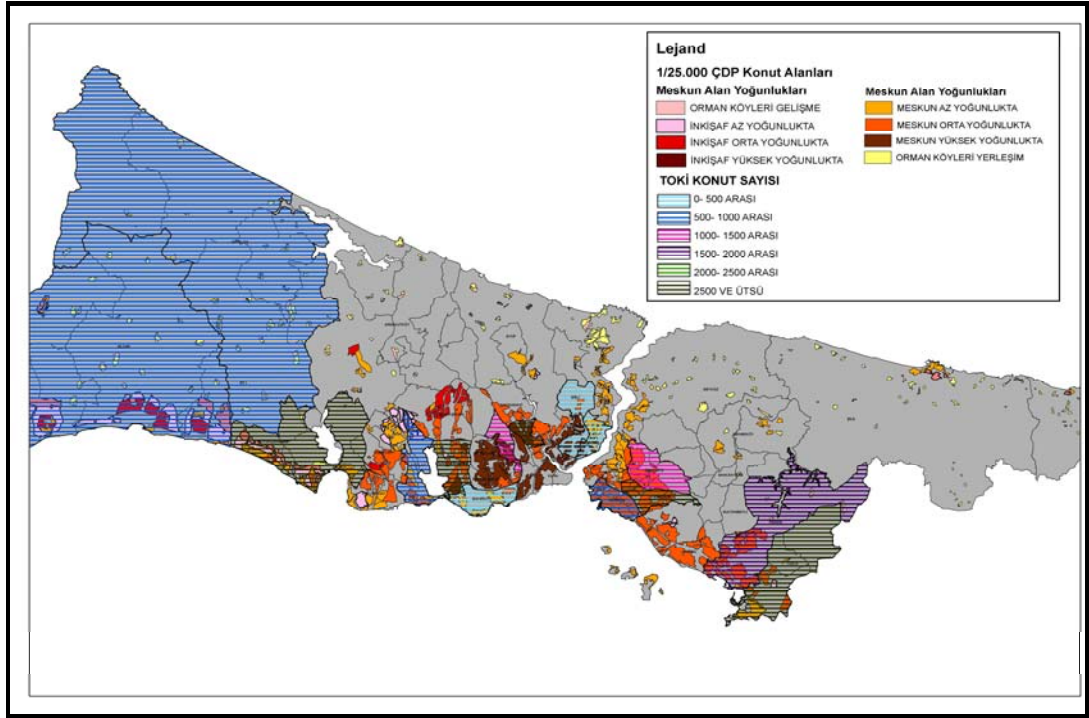 Lejand
1/25.000 ÇDP Konut Alanları
Meskun Alan Yoğunlukları
ORMAN KÖYLERİ GELİŞME
İNKİŞAF AZ YOĞUNLUKTA
İNKİŞAF ORTA YOĞUNLUKTA
İNKİŞAF YÜKSEK YOĞUNLUKTA
Meskun Alan Yoğunlukları
MESKUN AZ YOĞUNLUKTA
MESKUN ORTA YOĞUNLUKTA
MESKUN YÜKSEK YOĞUNLUKTA
ORMAN KÖYLERİ YERLEŞİM
TOKİ KONUT SAYISI
0- 500 ARASI
500- 1000 ARASI
1000- 1500 ARASI
1500- 2000 ARASI
2000- 2500 ARASI
2500 VE ÜTSÜ